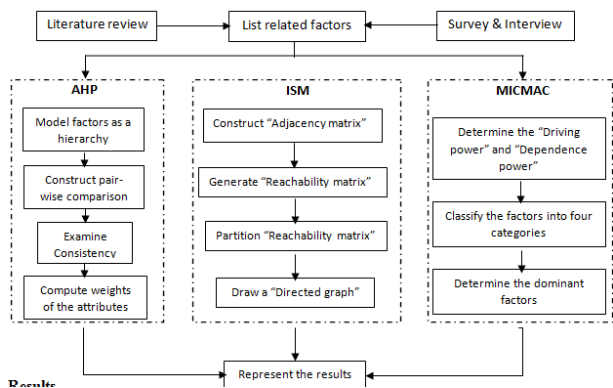 Literature review
List related factors
Survey & Interview
AHP
Model factors as a
hierarchy
Construct pair-
wise comparison
Examine
Consistency
Compute weights
of the attributes
ISM
Construct “Adjacency matrix”
Generate “Reachability matrix”
Partition “Reachability matrix”
Draw a “Directed graph”
MICMAC
Determine the “Driving
power” and “Dependence
power”
Classify the factors into four
categories
Determine the dominant
factors
Represent the results
Results